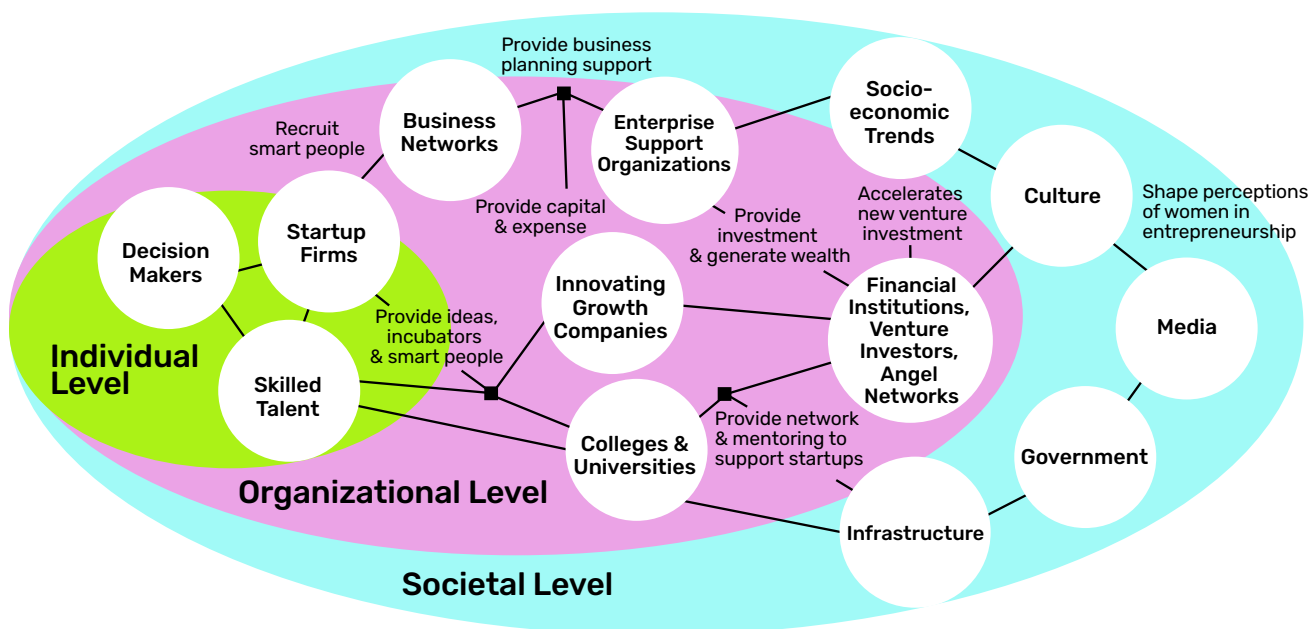 Provide business
planning support
Socio-
economic
Trends
Business
Networks
Enterprise
Support
Organizations
Recruit
smart people
Culture
Shape perceptions
of women in
entrepreneurship
Accelerates
new venture
investment
Provide capital
& expense
Provide
investment
& generate wealth
Decision
Makers
Startup
Firms
Innovating
Growth
Companies
Financial
Institutions,
Venture
Investors,
Angel
Networks
Media
Provide ideas,
incubators
& smart people
Individual
Level
Skilled
Talent
Colleges &
Universities
Provide network
& mentoring to
support startups
Government
Organizational Level
Infrastructure
Societal Level